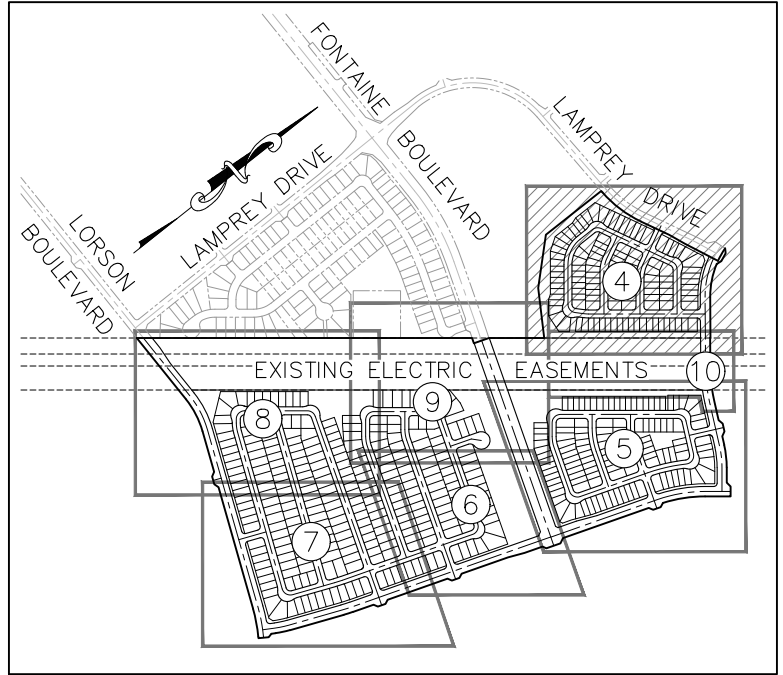 FONTAINE
BOULEVARD
LAMPREY
DRIVE
LAMPREY DRIVE
LORSON
BOULEVARD
4
EXISTING ELECTRIC EASEMENTS
10
9
8
5
6
7